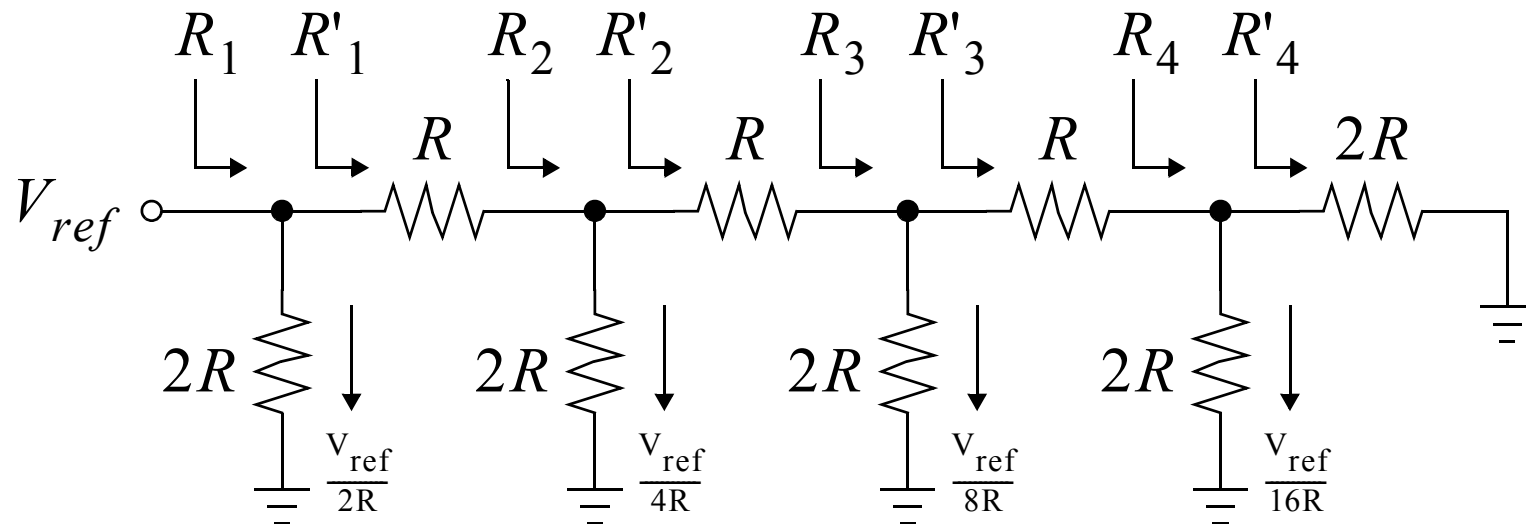 R1 R'1 R2 R'2 R3 R'3 R4 R'4
R R R 2R
Vref
2R 2R 2R 2R
Vref/2R Vref/4R Vref/8R Vref/16R